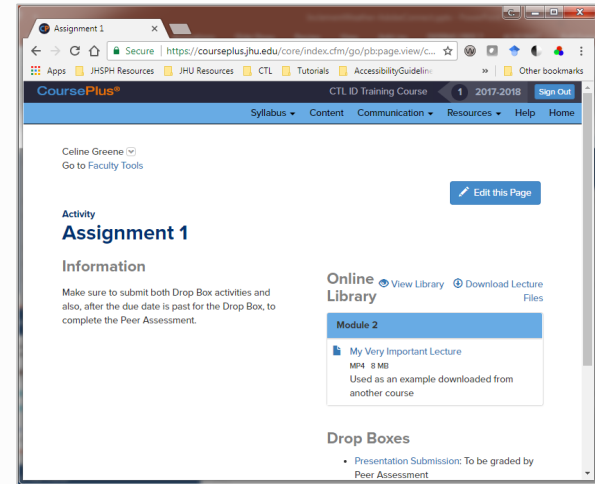 Assignment 1
Secure | https://courseplus.jhu.edu/core/index.cfm/go/pb:page.view/c...
Apps JHSPH Resources JHU Resources CTL Tutorials AccessibilityGuideline » Other bookmarks
CoursePlus® CTL ID Training Course 1 2017-2018 Sign Out
Syllabus Content Communication Resources Help Home
Celine Greene
Go to Faculty Tools
Edit this Page
Activity
Assignment 1
Information
Make sure to submit both Drop Box activities and
also, after the due date is past for the Drop Box, to
complete the Peer Assessment.
Online Library
View Library
Download Lecture Files
Module 2
My Very Important Lecture
MP4 8 MB
Used as an example downloaded from
another course
Drop Boxes
• Presentation Submission: To be graded by
Peer Assessment